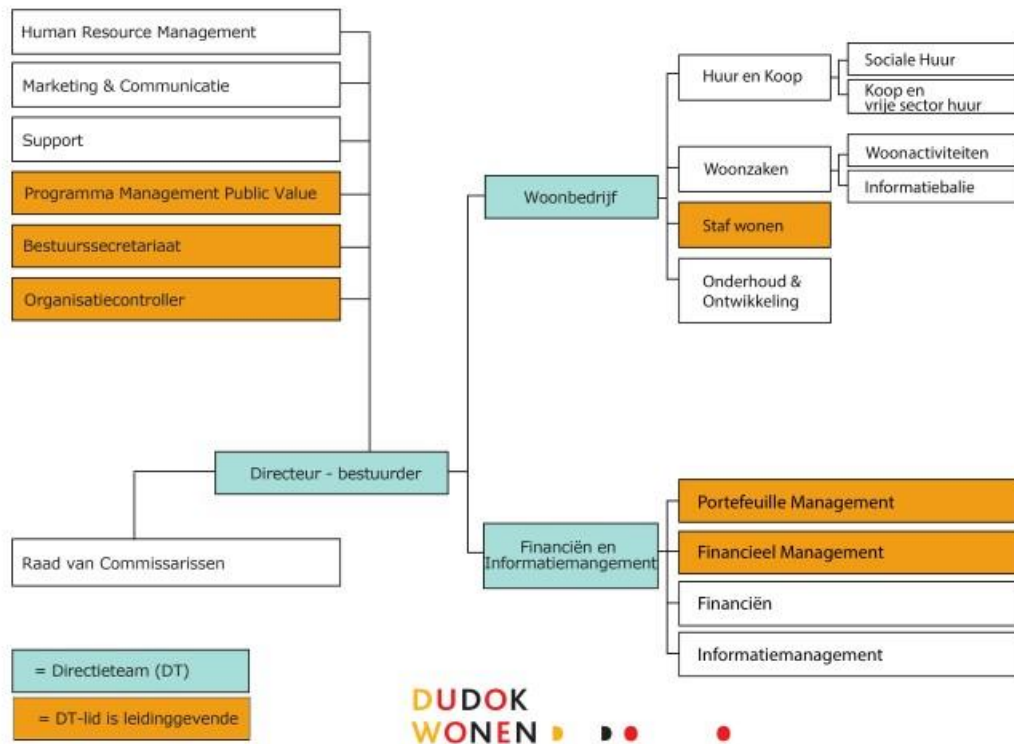 Human Resource Management
Marketing & Communicatie
Support
Programma Management Public Value
Bestuurssecretariaat
Organisatiecontroller
Directeur - bestuurder
Raad van Commissarissen
Woonbedrijf
Huur en Koop
Sociale Huur
Koop en
vrije sector huur
Woonzaken
Woonactiviteiten
Informatiebalie
Staf wonen
Onderhoud &
Ontwikkeling
Financiën en
Informatiemangement
Portefeuille Management
Financieel Management
Financiën
Informatiemanagement
= Directieteam (DT)
= DT-lid is leidinggevende
DUDOK
WONEN